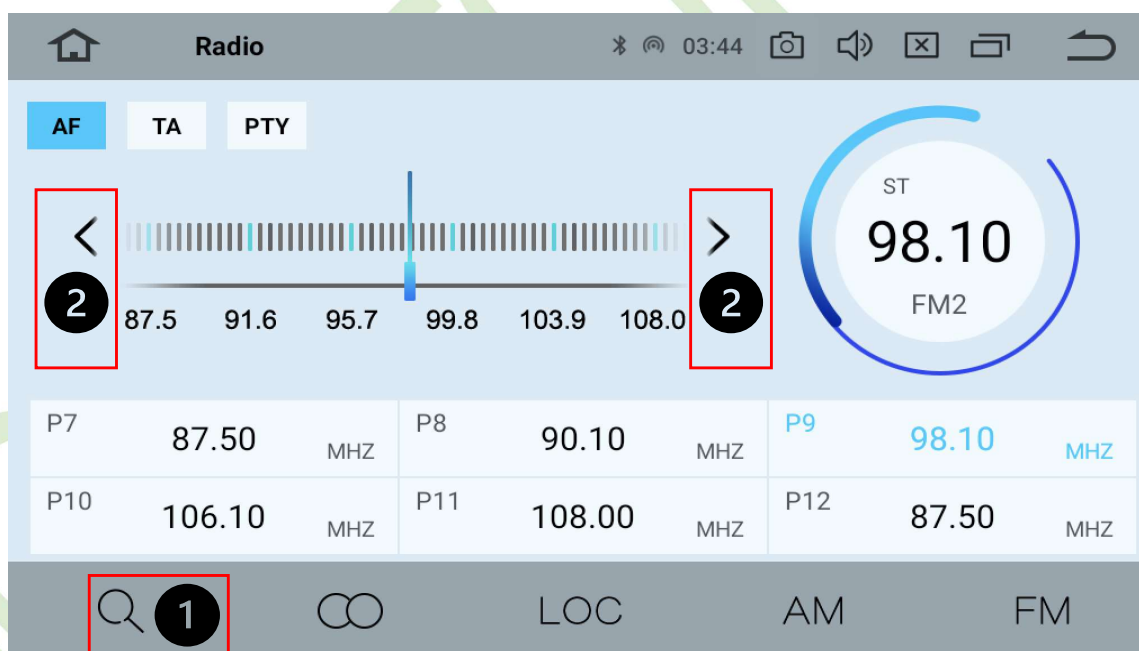 Radio 03:44
AF TA PTY
ST
98.10
FM2
2 2
87.5 91.6 95.7 99.8 103.9 108.0
P7 87.50 MHZ P8 90.10 MHZ P9 98.10 MHZ
P10 106.10 MHZ P11 108.00 MHZ P12 87.50 MHZ
1 LOC AM FM